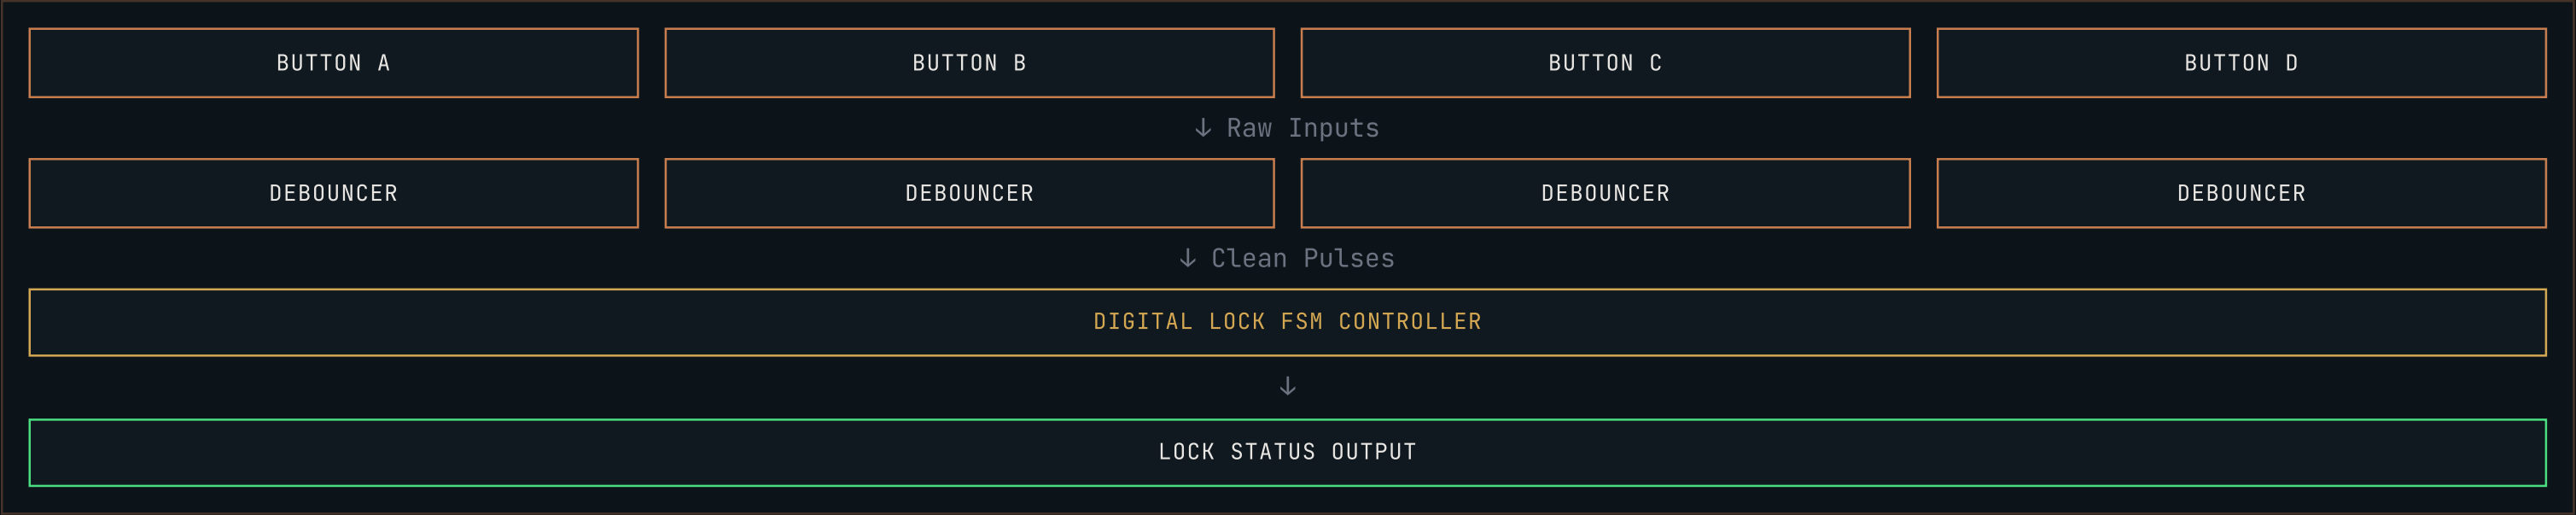 BUTTON A
BUTTON B
BUTTON C
BUTTON D
↓ Raw Inputs
DEBOUNCER
DEBOUNCER
DEBOUNCER
DEBOUNCER
↓ Clean Pulses
DIGITAL LOCK FSM CONTROLLER
↓
LOCK STATUS OUTPUT